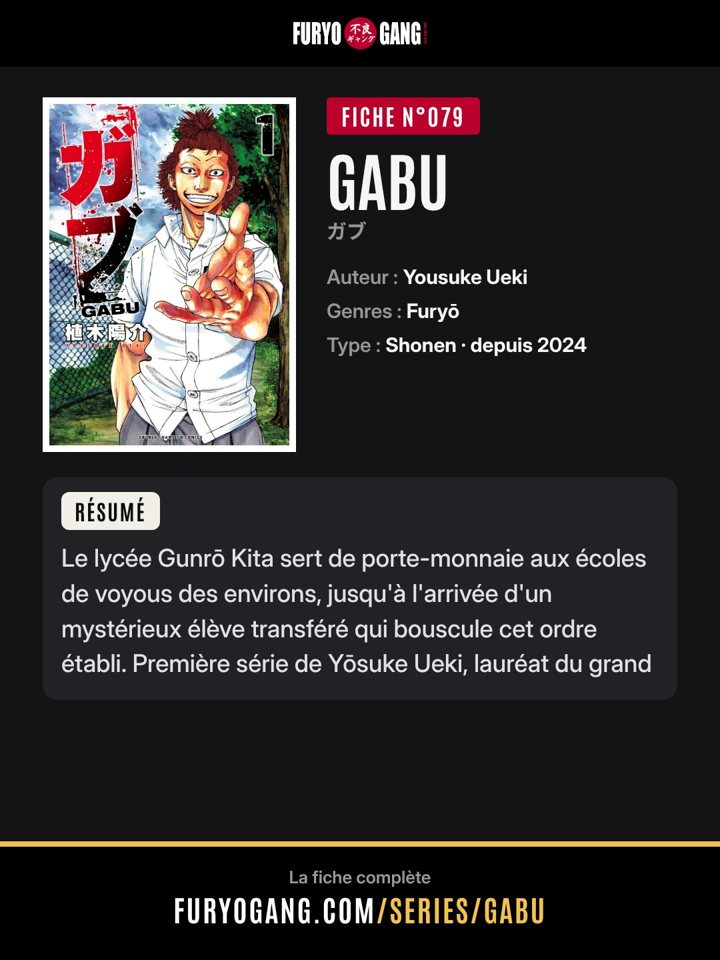 FURYO 不良 ギャング GANG
FICHE N°079
GABU
ガブ
Auteur : Yousuke Ueki
Genres : Furyō
Type : Shonen · depuis 2024
1
ガブ
GABU
植木陽介
SHONEN CHAMPION COMICS
RÉSUMÉ
Le lycée Gunrō Kita sert de porte-monnaie aux écoles
de voyous des environs, jusqu'à l'arrivée d'un
mystérieux élève transféré qui bouscule cet ordre
établi. Première série de Yōsuke Ueki, lauréat du grand
La fiche complète
FURYOGANG.COM/SERIES/GABU